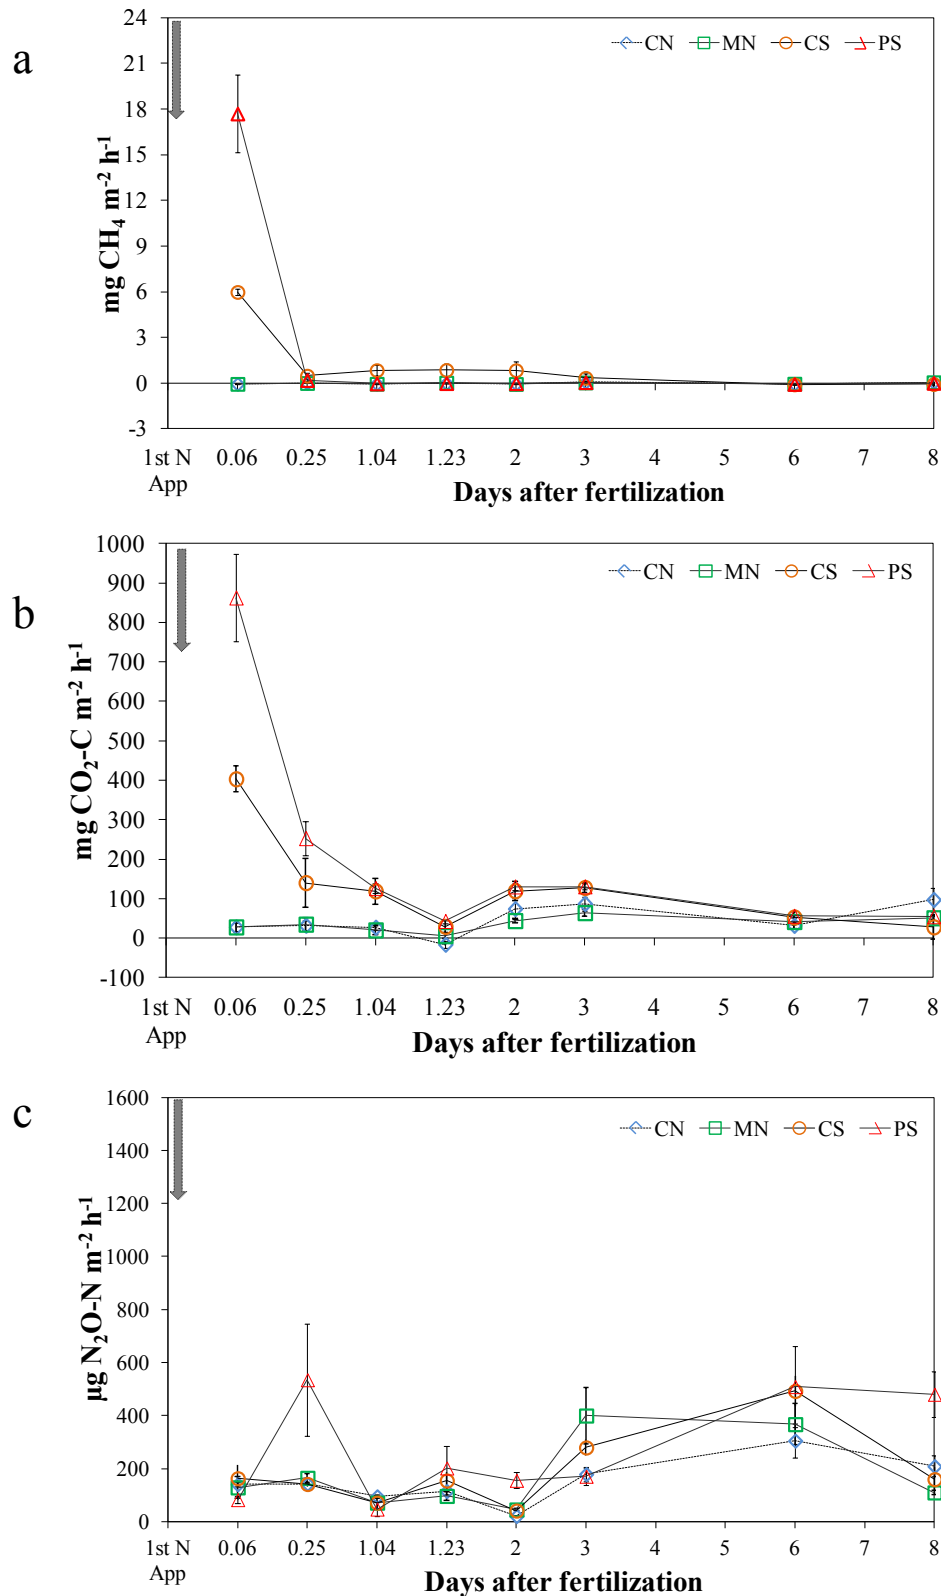 a
24
21
18
15
12
9
6
3
0
-3
mg CH₄ m⁻² h⁻¹
CN MN CS PS
1st N App 0.06 0.25 1.04 1.23 2 3 4 5 6 7 8
Days after fertilization
b
1000
900
800
700
600
500
400
300
200
100
0
-100
mg CO₂-C m⁻² h⁻¹
CN MN CS PS
1st N App 0.06 0.25 1.04 1.23 2 3 4 5 6 7 8
Days after fertilization
c
1600
1400
1200
1000
800
600
400
200
0
µg N₂O-N m⁻² h⁻¹
CN MN CS PS
1st N App 0.06 0.25 1.04 1.23 2 3 4 5 6 7 8
Days after fertilization